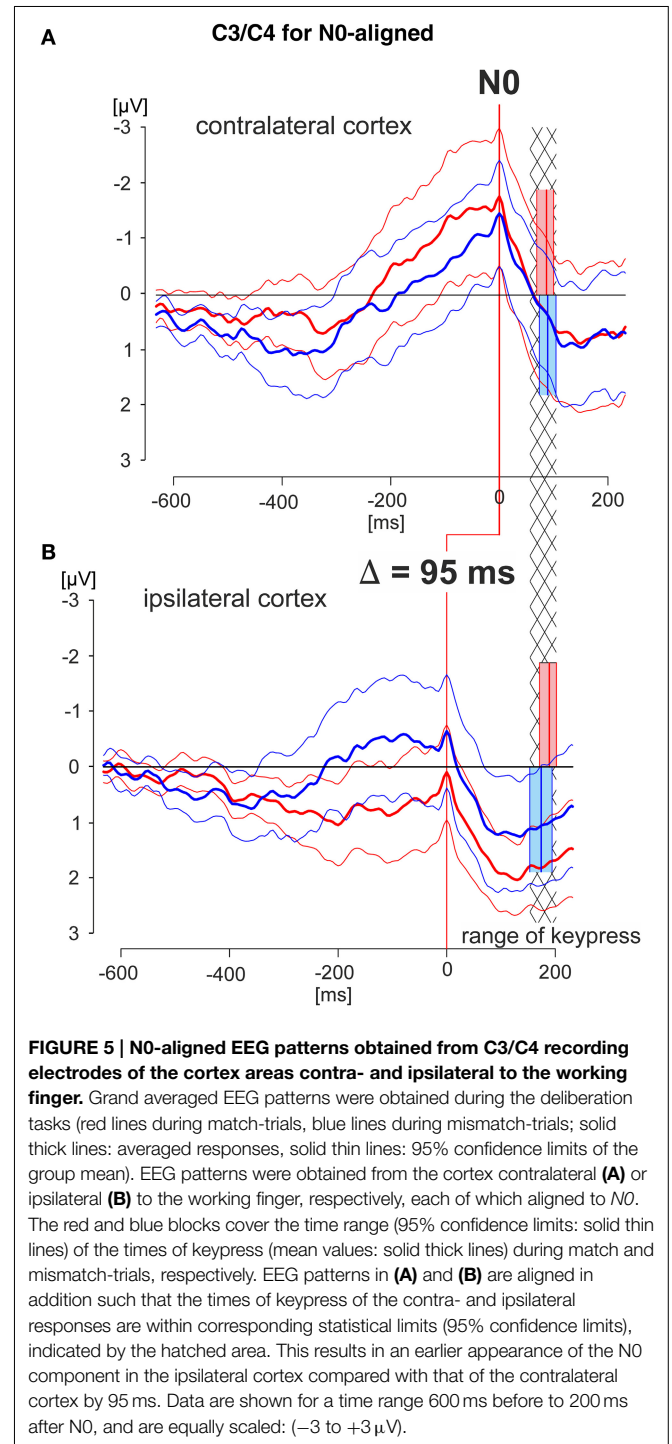 A
C3/C4 for N0-aligned
N0
[µV]
contralateral cortex
-3
-2
-1
0
1
2
3
-600 -400 -200 0 200
[ms]
B
Δ = 95 ms
[µV]
ipsilateral cortex
-3
-2
-1
0
1
2
3
range of keypress
-600 -400 -200 0 200
[ms]
FIGURE 5 | N0-aligned EEG patterns obtained from C3/C4 recording
electrodes of the cortex areas contra- and ipsilateral to the working
finger. Grand averaged EEG patterns were obtained during the deliberation
tasks (red lines during match-trials, blue lines during mismatch-trials; solid
thick lines: averaged responses, solid thin lines: 95% confidence limits of the
group mean). EEG patterns were obtained from the cortex contralateral (A) or
ipsilateral (B) to the working finger, respectively, each of which aligned to N0.
The red and blue blocks cover the time range (95% confidence limits: solid thin
lines) of the times of keypress (mean values: solid thick lines) during match and
mismatch-trials, respectively. EEG patterns in (A) and (B) are aligned in
addition such that the times of keypress of the contra- and ipsilateral
responses are within corresponding statistical limits (95% confidence limits),
indicated by the hatched area. This results in an earlier appearance of the N0
component in the ipsilateral cortex compared with that of the contralateral
cortex by 95 ms. Data are shown for a time range 600 ms before to 200 ms
after N0, and are equally scaled: (−3 to +3 µV).